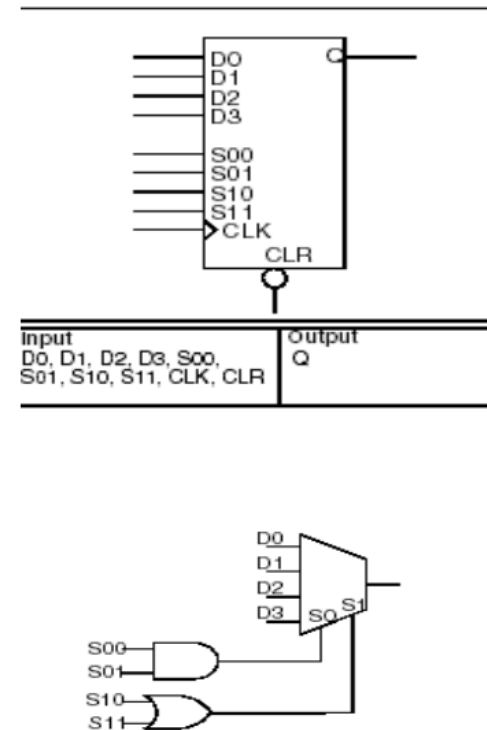 D0 Q
D1
D2
D3
S00
S01
S10
S11
CLK
CLR
Input Output
D0, D1, D2, D3, S00, Q
S01, S10, S11, CLK, CLR
D0
D1
D2
D3
S0 S1
S00
S01
S10
S11